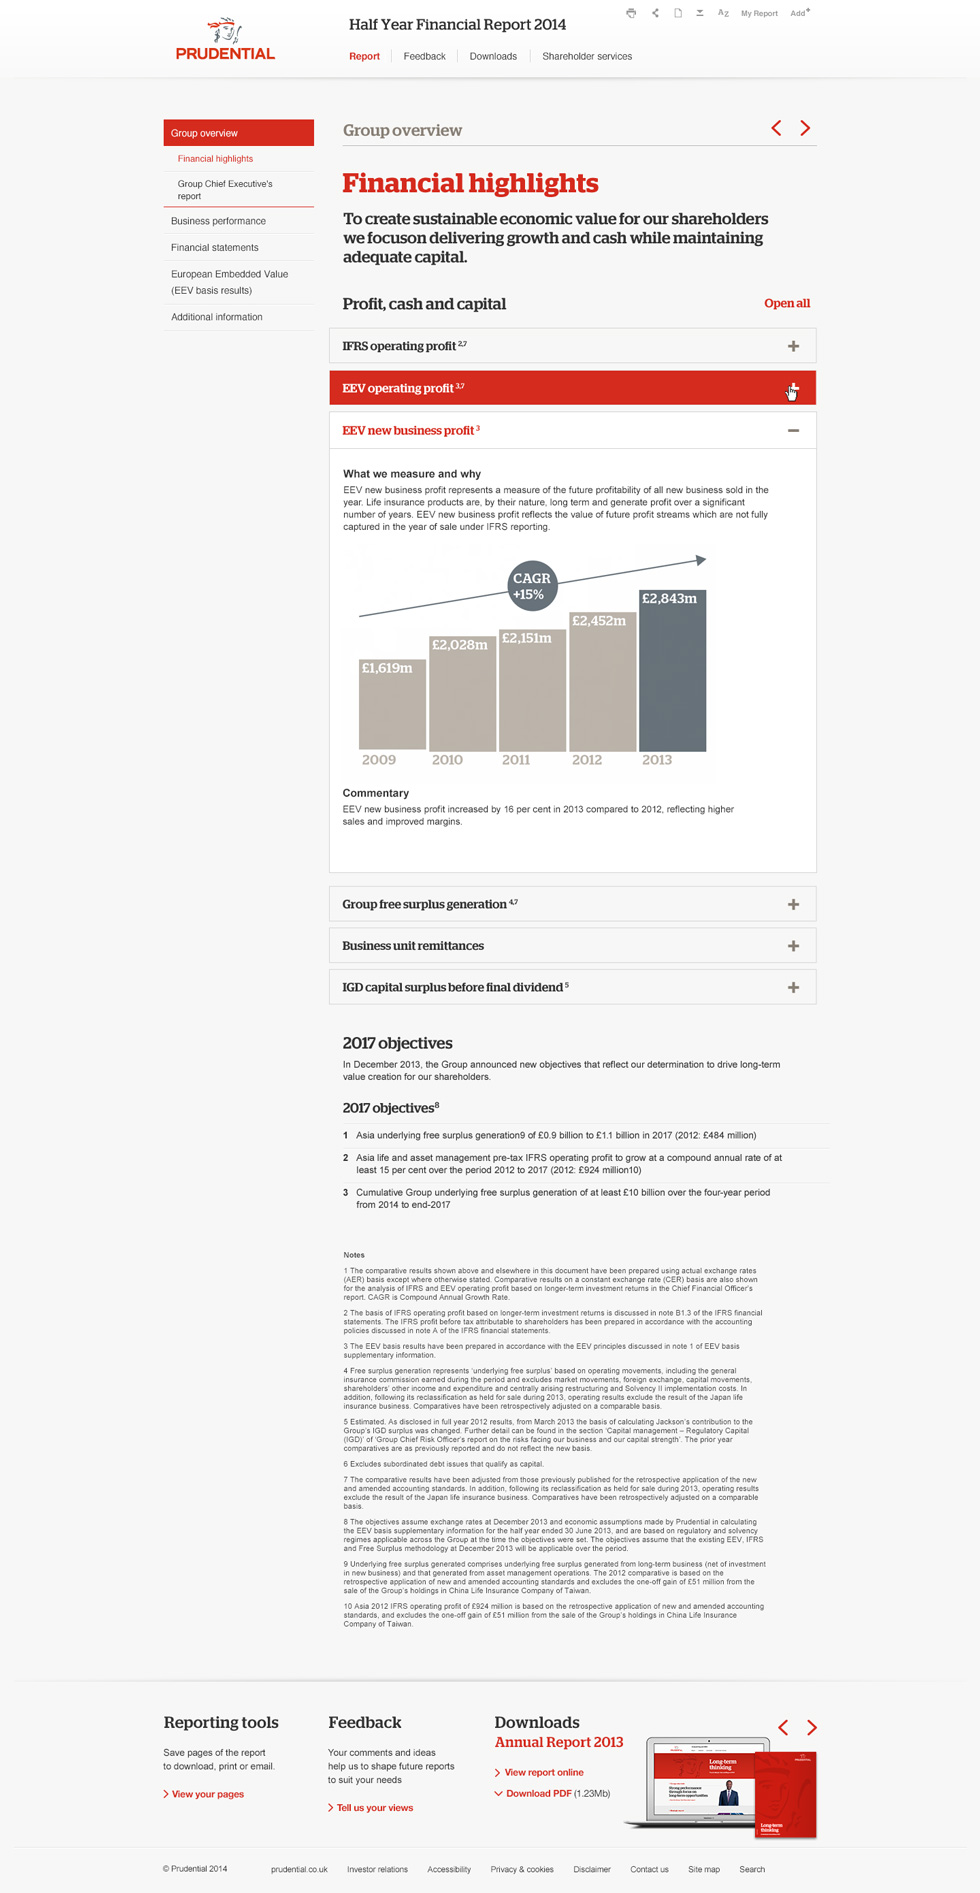 PRUDENTIAL
Half Year Financial Report 2014
AZ
My Report
Add+
Report
Feedback
Downloads
Shareholder services
Group overview
Financial highlights
Group Chief Executive's
report
Business performance
Financial statements
European Embedded Value
(EEV basis results)
Additional information
Group overview
Financial highlights
To create sustainable economic value for our shareholders
we focuson delivering growth and cash while maintaining
adequate capital.
Profit, cash and capital
Open all
IFRS operating profit 2,7
EEV operating profit 3,7
EEV new business profit 3
What we measure and why
EEV new business profit represents a measure of the future profitability of all new business sold in the
year. Life insurance products are, by their nature, long term and generate profit over a significant
number of years. EEV new business profit reflects the value of future profit streams which are not fully
captured in the year of sale under IFRS reporting.
CAGR
+15%
£1,619m
£2,028m
£2,151m
£2,452m
£2,843m
2009
2010
2011
2012
2013
Commentary
EEV new business profit increased by 16 per cent in 2013 compared to 2012, reflecting higher
sales and improved margins.
Group free surplus generation 4,7
Business unit remittances
IGD capital surplus before final dividend 5
2017 objectives
In December 2013, the Group announced new objectives that reflect our determination to drive long-term
value creation for our shareholders.
2017 objectives8
1 Asia underlying free surplus generation9 of £0.9 billion to £1.1 billion in 2017 (2012: £484 million)
2 Asia life and asset management pre-tax IFRS operating profit to grow at a compound annual rate of at
least 15 per cent over the period 2012 to 2017 (2012: £924 million10)
3 Cumulative Group underlying free surplus generation of at least £10 billion over the four-year period
from 2014 to end-2017
Notes
1 The comparative results shown above and elsewhere in this document have been prepared using actual exchange rates
(AER) basis except where otherwise stated. Comparative results on a constant exchange rate (CER) basis are also shown
for the analysis of IFRS and EEV operating profit based on longer-term investment returns in the Chief Financial Officer's
report. CAGR is Compound Annual Growth Rate.
2 The basis of IFRS operating profit based on longer-term investment returns is discussed in note B1.3 of the IFRS financial
statements. The IFRS profit before tax attributable to shareholders has been prepared in accordance with the accounting
policies discussed in note A of the IFRS financial statements.
3 The EEV basis results have been prepared in accordance with the EEV principles discussed in note 1 of EEV basis
supplementary information.
4 Free surplus generation represents 'underlying free surplus' based on operating movements, including the general
insurance commission earned during the period and excludes market movements, foreign exchange, capital movements,
shareholders' other income and expenditure and centrally arising restructuring and Solvency II implementation costs. In
addition, following its reclassification as held for sale during 2013, operating results exclude the result of the Japan life
insurance business. Comparatives have been retrospectively adjusted on a comparable basis.
5 Estimated. As disclosed in full year 2012 results, from March 2013 the basis of calculating Jackson's contribution to the
Group's IGD surplus was changed. Further detail can be found in the section 'Capital management – Regulatory Capital
(IGD)' of 'Group Chief Risk Officer's report on the risks facing our business and our capital strength'. The prior year
comparatives are as previously reported and do not reflect the new basis.
6 Excludes subordinated debt issues that qualify as capital.
7 The comparative results have been adjusted from those previously published for the retrospective application of the new
and amended accounting standards. In addition, following its reclassification as held for sale during 2013, operating results
exclude the result of the Japan life insurance business. Comparatives have been retrospectively adjusted on a comparable
basis.
8 The objectives assume exchange rates at December 2013 and economic assumptions made by Prudential in calculating
the EEV basis supplementary information for the half year ended 30 June 2013, and are based on regulatory and solvency
regimes applicable across the Group at the time the objectives were set. The objectives assume that the existing EEV, IFRS
and Free Surplus methodology at December 2013 will be applicable over the period.
9 Underlying free surplus generated comprises underlying free surplus generated from long-term business (net of investment
in new business) and that generated from asset management operations. The 2012 comparative is based on the
retrospective application of new and amended accounting standards and excludes the one-off gain of £51 million from the
sale of the Group's holdings in China Life Insurance Company of Taiwan.
10 Asia 2012 IFRS operating profit of £924 million is based on the retrospective application of new and amended accounting
standards, and excludes the one-off gain of £51 million from the sale of the Group's holdings in China Life Insurance
Company of Taiwan.
Reporting tools
Save pages of the report
to download, print or email.
View your pages
Feedback
Your comments and ideas
help us to shape future reports
to suit your needs
Tell us your views
Downloads
Annual Report 2013
View report online
Download PDF (1.23Mb)
Long-term
thinking
Strong performance
through focus on
long-term opportunities
Long-term
thinking
© Prudential 2014
prudential.co.uk
Investor relations
Accessibility
Privacy & cookies
Disclaimer
Contact us
Site map
Search